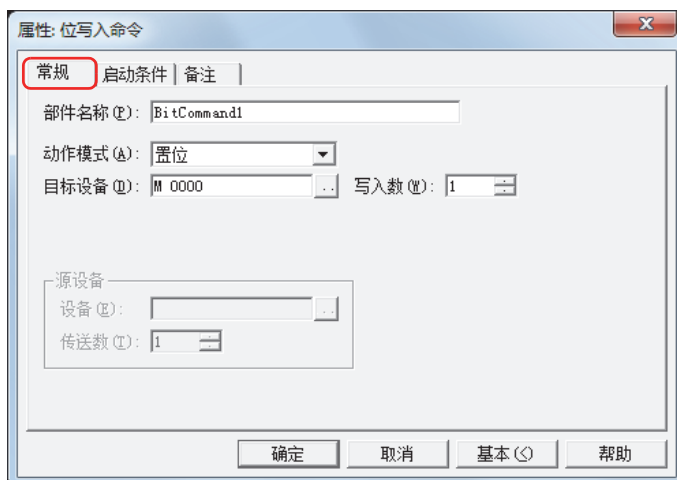 属性: 位写入命令
常规 启动条件 备注
部件名称(P): BitCommand1
动作模式(A): 置位
目标设备(D): M 0000 .. 写入数(W): 1
源设备
设备(E): ..
传送数(T): 1
确定 取消 基本(<) 帮助